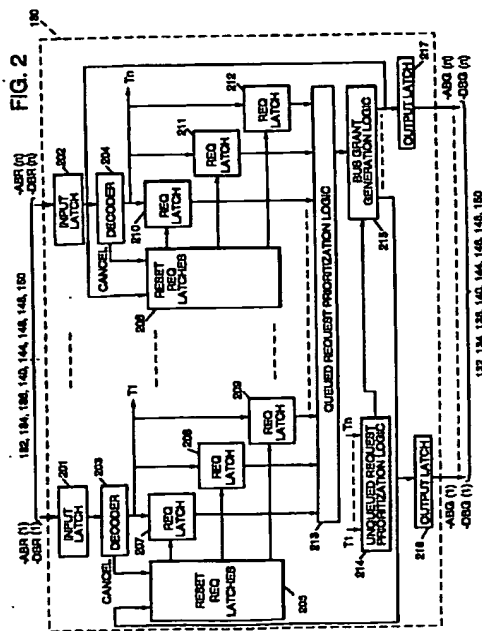 FIG. 2
130
-ABR (1)
-DBR (1)
132, 134, 136, 140, 144, 146, 148, 150
-ABR (n)
-DBR (n)
201
INPUT
LATCH
202
INPUT
LATCH
203
DECODER
CANCEL
204
DECODER
CANCEL
T1
Tn
207
REQ
LATCH
208
REQ
LATCH
209
REQ
LATCH
210
REQ
LATCH
211
REQ
LATCH
212
REQ
LATCH
RESET REQ
LATCHES
205
RESET
REQ
LATCHES
206
213
QUEUED REQUEST PRIORITIZATION LOGIC
T1
Tn
UNQUEUED REQUEST
PRIORITIZATION LOGIC
214
BUS GRANT
GENERATION LOGIC
215
216
OUTPUT LATCH
OUTPUT LATCH
217
-ABG (1)
-DBG (1)
-ABG (n)
-DBG (n)
132, 134, 136, 140, 144, 146, 148, 150